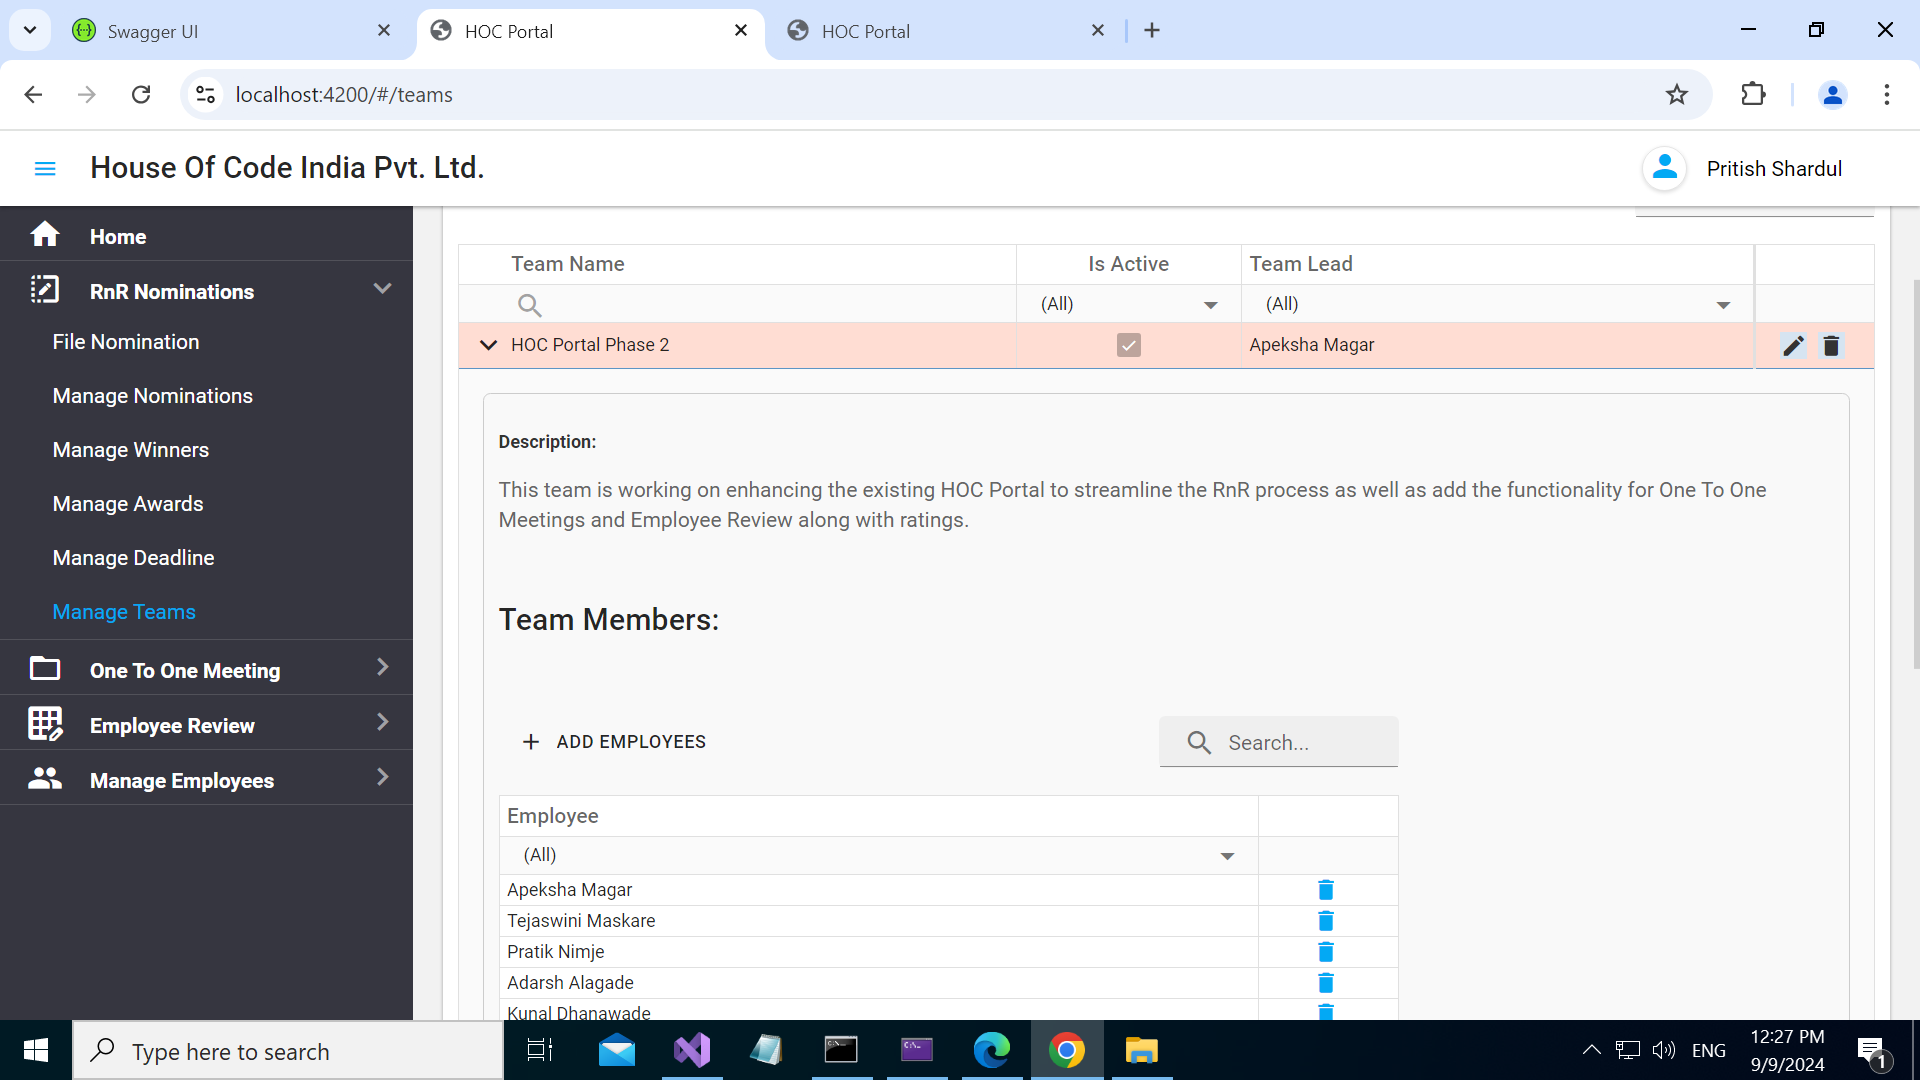 Swagger UI
HOC Portal
HOC Portal
localhost:4200/#/teams
House Of Code India Pvt. Ltd.
Pritish Shardul
Home
RnR Nominations
File Nomination
Manage Nominations
Manage Winners
Manage Awards
Manage Deadline
Manage Teams
One To One Meeting
Employee Review
Manage Employees
Team Name Is Active Team Lead
(All) (All)
HOC Portal Phase 2 Apeksha Magar
Description:
This team is working on enhancing the existing HOC Portal to streamline the RnR process as well as add the functionality for One To One
Meetings and Employee Review along with ratings.
Team Members:
ADD EMPLOYEES
Search...
Employee
(All)
Apeksha Magar
Tejaswini Maskare
Pratik Nimje
Adarsh Alagade
Kunal Dhanawade
Type here to search
ENG
12:27 PM
9/9/2024
1